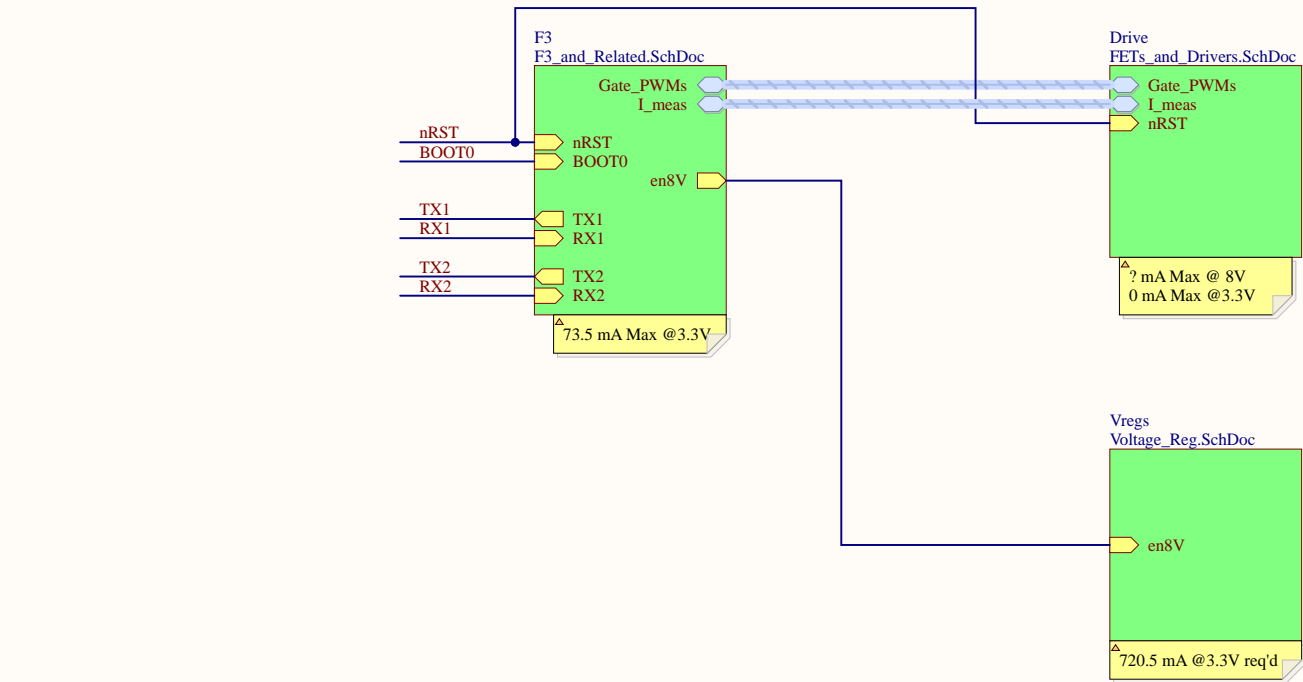 F3
F3_and_Related.SchDoc
Gate_PWMs
I_meas
nRST
BOOT0
nRST
BOOT0
en8V
TX1
RX1
TX1
RX1
TX2
RX2
TX2
RX2
73.5 mA Max @3.3V
Drive
FETs_and_Drivers.SchDoc
Gate_PWMs
I_meas
nRST
? mA Max @ 8V
0 mA Max @3.3V
Vregs
Voltage_Reg.SchDoc
en8V
720.5 mA @3.3V req'd